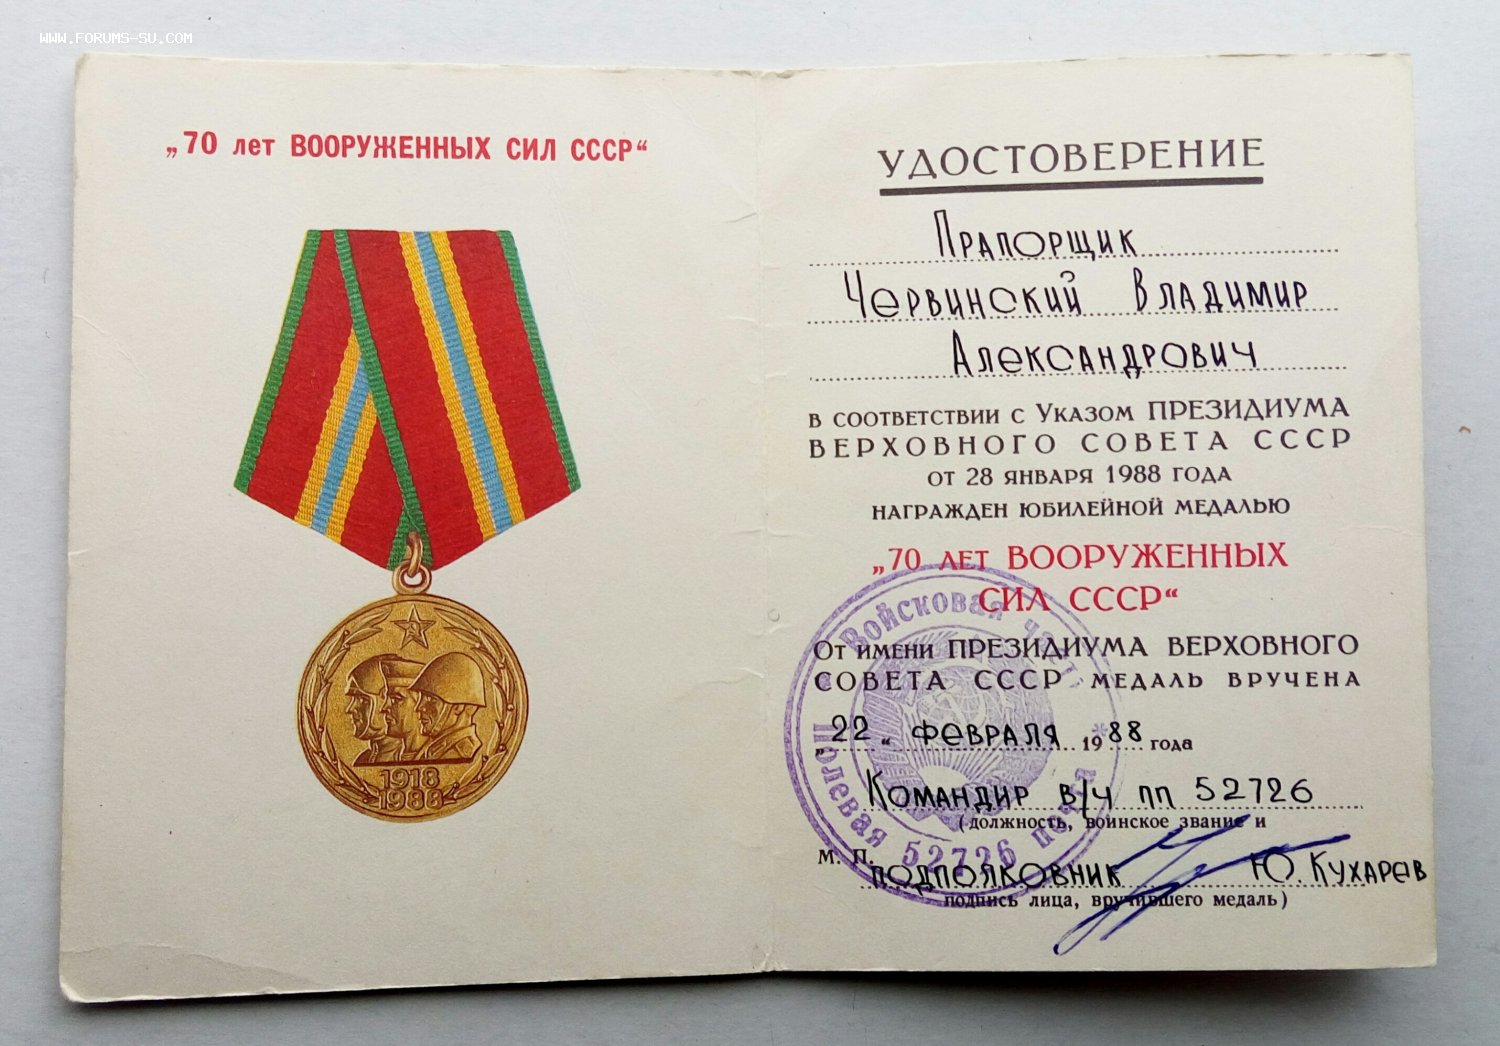 WWW.FORUMS-SU.COM
„70 лет ВООРУЖЕННЫХ СИЛ СССР“
1918
1988
УДОСТОВЕРЕНИЕ
Прапорщик
Червинский Владимир
Александрович
в соответствии с Указом ПРЕЗИДИУМА
ВЕРХОВНОГО СОВЕТА СССР
от 28 января 1988 года
награжден юбилейной медалью
„70 лет ВООРУЖЕННЫХ
СИЛ СССР“
От имени ПРЕЗИДИУМА ВЕРХОВНОГО
СОВЕТА СССР медаль вручена
„22“ февраля 1988 года
Командир в/ч пп 52726
(должность, воинское звание и
М. П.
подполковник Ю. Кухарев
подпись лица, вручившего медаль)
Войсковая часть
* Полевая почта *
52726